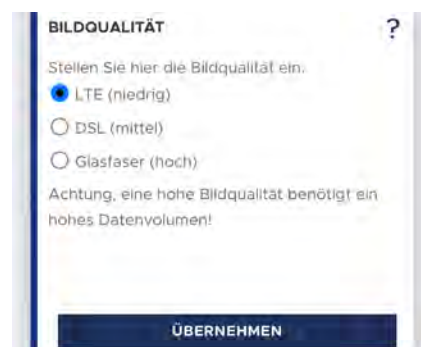 BILDQUALITÄT ?
Stellen Sie hier die Bildqualität ein.
LTE (niedrig)
DSL (mittel)
Glasfaser (hoch)
Achtung, eine hohe Bildqualität benötigt ein
hohes Datenvolumen!
ÜBERNEHMEN